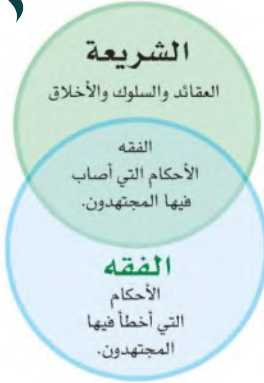 الشريعة
العقائد والسلوك والأخلاق
الفقه
الأحكام التي أصاب
فيها المجتهدون.
الفقه
الأحكام
التي أخطأ فيها
المجتهدون.